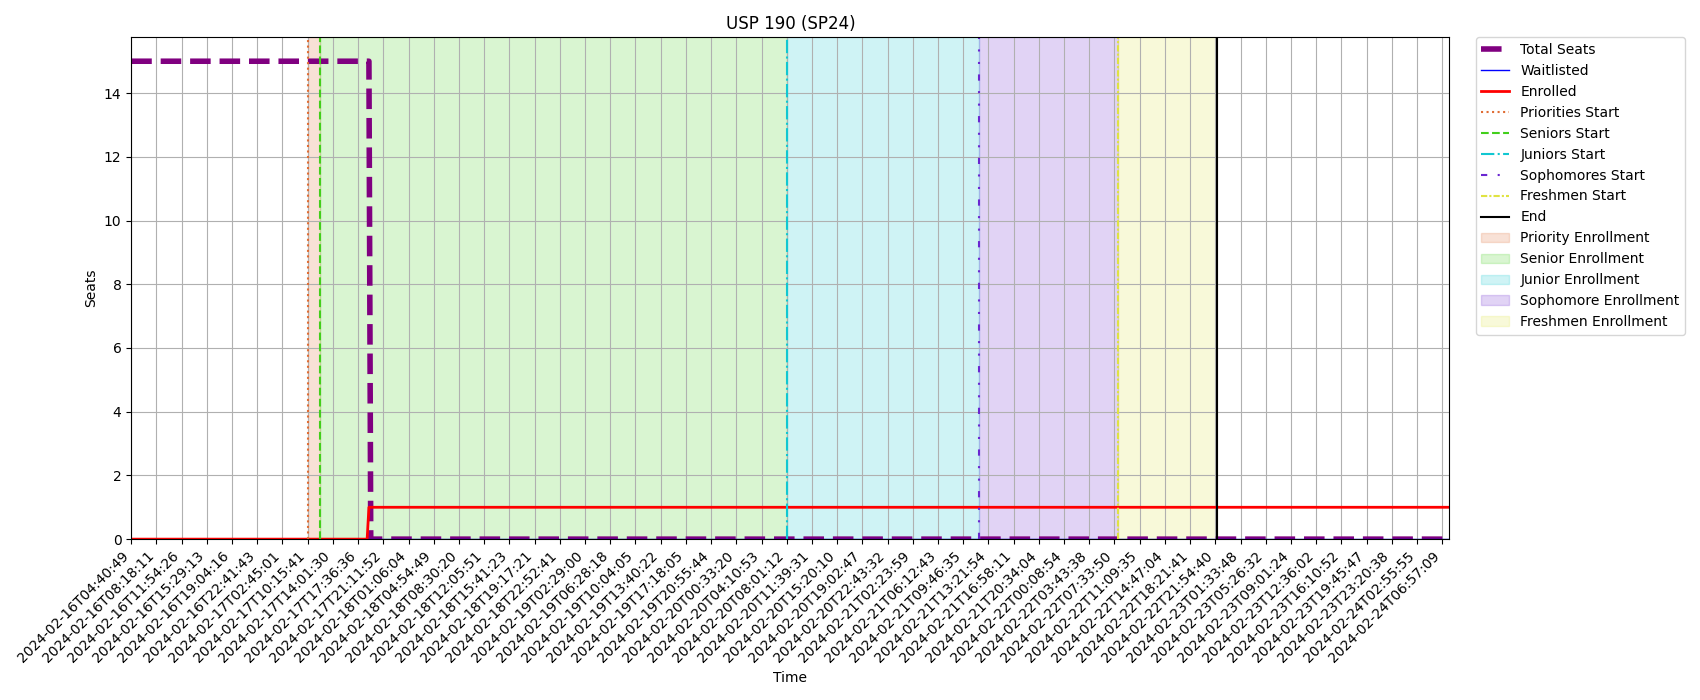 USP 190 (SP24)
Seats
14
12
10
8
6
4
2
0
2024-02-16T04:40:49
2024-02-16T08:18:11
2024-02-16T11:54:26
2024-02-16T15:29:13
2024-02-16T19:04:16
2024-02-16T22:41:43
2024-02-17T02:45:01
2024-02-17T10:15:41
2024-02-17T14:01:30
2024-02-17T17:36:36
2024-02-17T21:11:52
2024-02-18T01:06:04
2024-02-18T04:54:49
2024-02-18T08:30:20
2024-02-18T12:05:51
2024-02-18T15:41:23
2024-02-18T19:17:21
2024-02-18T22:52:41
2024-02-19T02:29:00
2024-02-19T06:28:18
2024-02-19T10:04:05
2024-02-19T13:40:22
2024-02-19T17:18:05
2024-02-19T20:55:44
2024-02-20T00:33:20
2024-02-20T04:10:53
2024-02-20T08:01:12
2024-02-20T11:39:31
2024-02-20T15:20:10
2024-02-20T19:02:47
2024-02-20T22:43:32
2024-02-21T02:23:59
2024-02-21T06:12:43
2024-02-21T09:46:35
2024-02-21T13:21:54
2024-02-21T16:58:11
2024-02-21T20:34:04
2024-02-22T00:08:54
2024-02-22T03:43:38
2024-02-22T07:33:50
2024-02-22T11:09:35
2024-02-22T14:47:04
2024-02-22T18:21:41
2024-02-22T21:54:40
2024-02-23T01:33:48
2024-02-23T05:26:32
2024-02-23T09:01:24
2024-02-23T12:36:02
2024-02-23T16:10:52
2024-02-23T19:45:47
2024-02-23T23:20:38
2024-02-24T02:55:55
2024-02-24T06:57:09
Time
Total Seats
Waitlisted
Enrolled
Priorities Start
Seniors Start
Juniors Start
Sophomores Start
Freshmen Start
End
Priority Enrollment
Senior Enrollment
Junior Enrollment
Sophomore Enrollment
Freshmen Enrollment